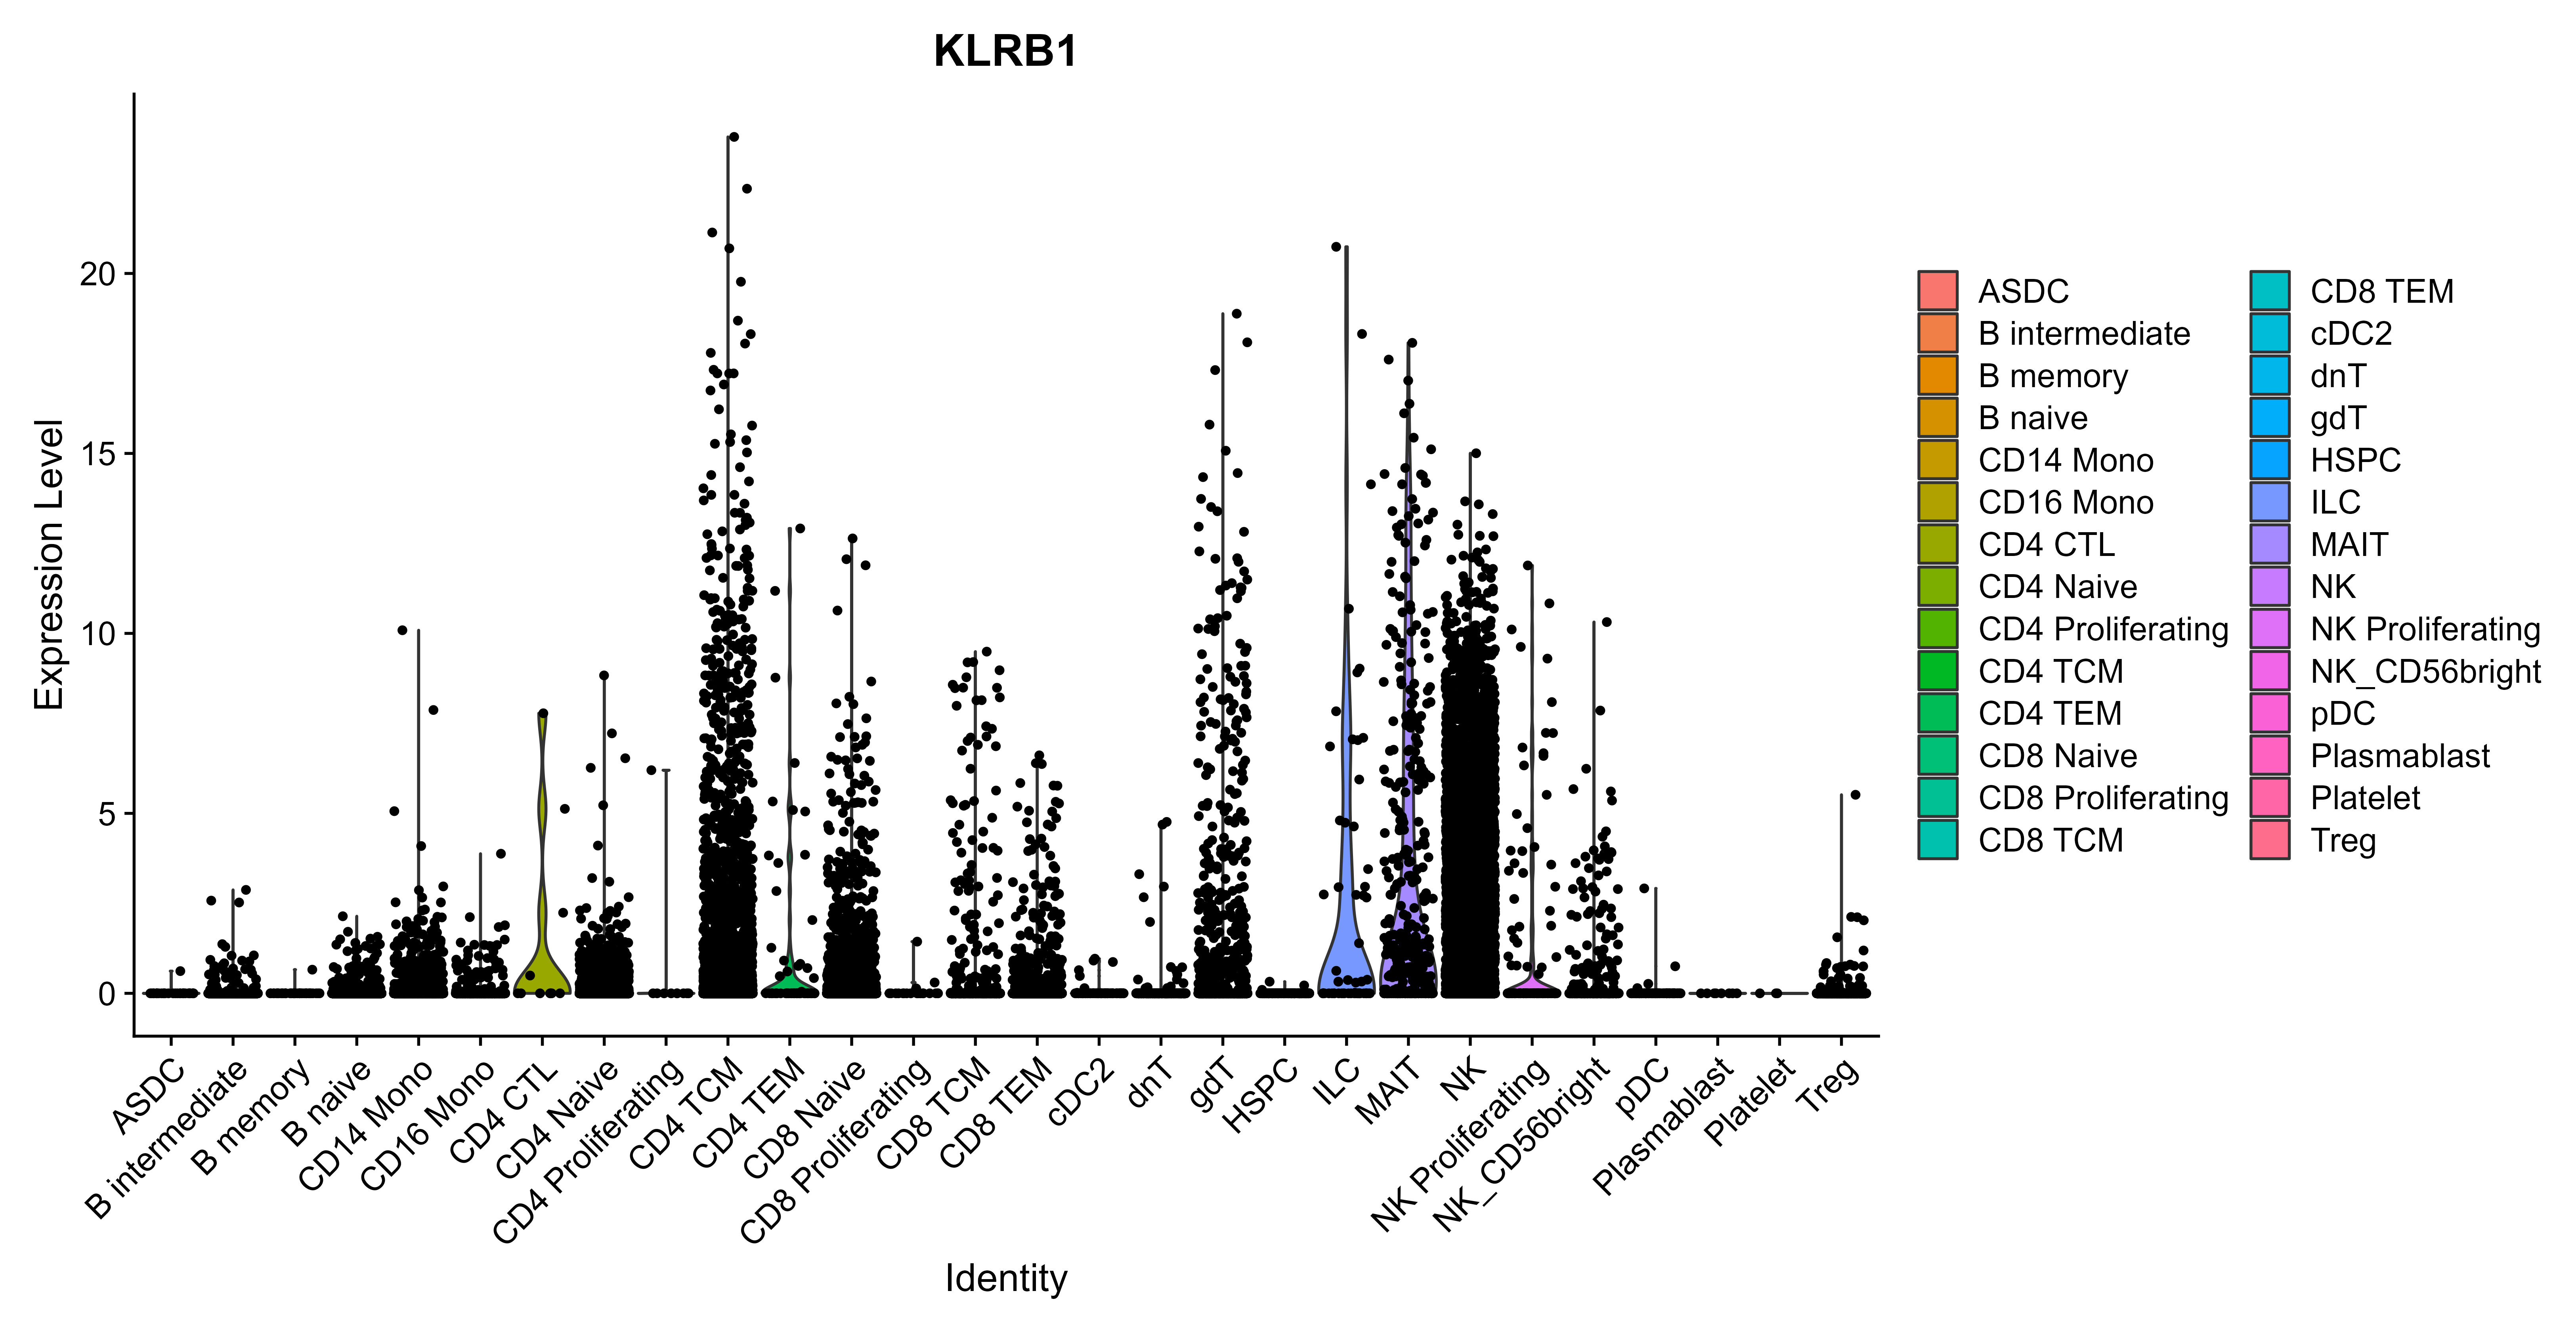 KLRB1
Expression Level
20
15
10
5
0
ASDC
B intermediate
B memory
B naive
CD14 Mono
CD16 Mono
CD4 CTL
CD4 Naive
CD4 Proliferating
CD4 TCM
CD4 TEM
CD8 Naive
CD8 Proliferating
CD8 TCM
CD8 TEM
cDC2
dnT
gdT
HSPC
ILC
MAIT
NK
NK Proliferating
NK_CD56bright
pDC
Plasmablast
Platelet
Treg
Identity
ASDC
B intermediate
B memory
B naive
CD14 Mono
CD16 Mono
CD4 CTL
CD4 Naive
CD4 Proliferating
CD4 TCM
CD4 TEM
CD8 Naive
CD8 Proliferating
CD8 TCM
CD8 TEM
cDC2
dnT
gdT
HSPC
ILC
MAIT
NK
NK Proliferating
NK_CD56bright
pDC
Plasmablast
Platelet
Treg